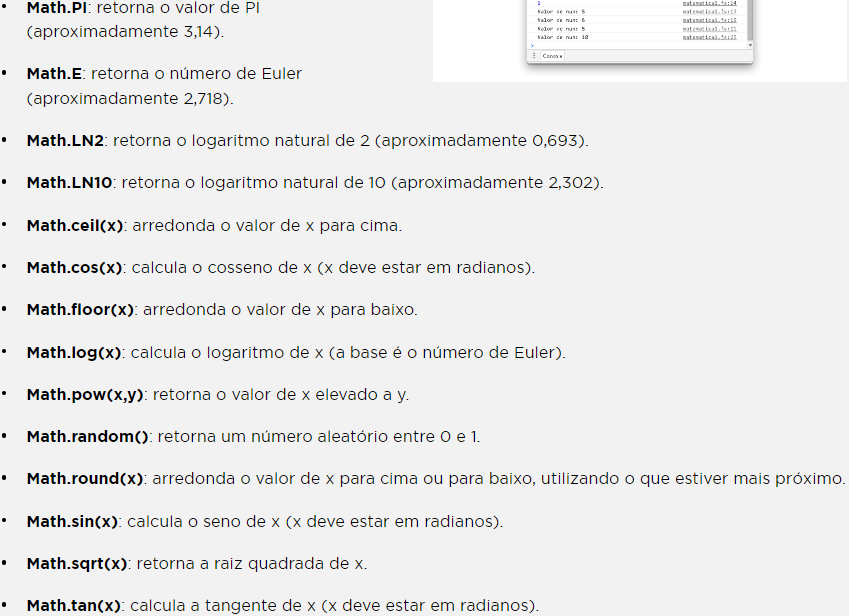 Math.PI: retorna o valor de PI
(aproximadamente 3,14).
1 matematica1.js:14
Valor de num: 5 matematica1.js:17
Valor de num: 6 matematica1.js:19
Valor de num: 5 matematica1.js:21
Valor de num: 10 matematica1.js:23
Console
Math.E: retorna o número de Euler
(aproximadamente 2,718).
Math.LN2: retorna o logaritmo natural de 2 (aproximadamente 0,693).
Math.LN10: retorna o logaritmo natural de 10 (aproximadamente 2,302).
Math.ceil(x): arredonda o valor de x para cima.
Math.cos(x): calcula o cosseno de x (x deve estar em radianos).
Math.floor(x): arredonda o valor de x para baixo.
Math.log(x): calcula o logaritmo de x (a base é o número de Euler).
Math.pow(x,y): retorna o valor de x elevado a y.
Math.random(): retorna um número aleatório entre 0 e 1.
Math.round(x): arredonda o valor de x para cima ou para baixo, utilizando o que estiver mais próximo.
Math.sin(x): calcula o seno de x (x deve estar em radianos).
Math.sqrt(x): retorna a raiz quadrada de x.
Math.tan(x): calcula a tangente de x (x deve estar em radianos).